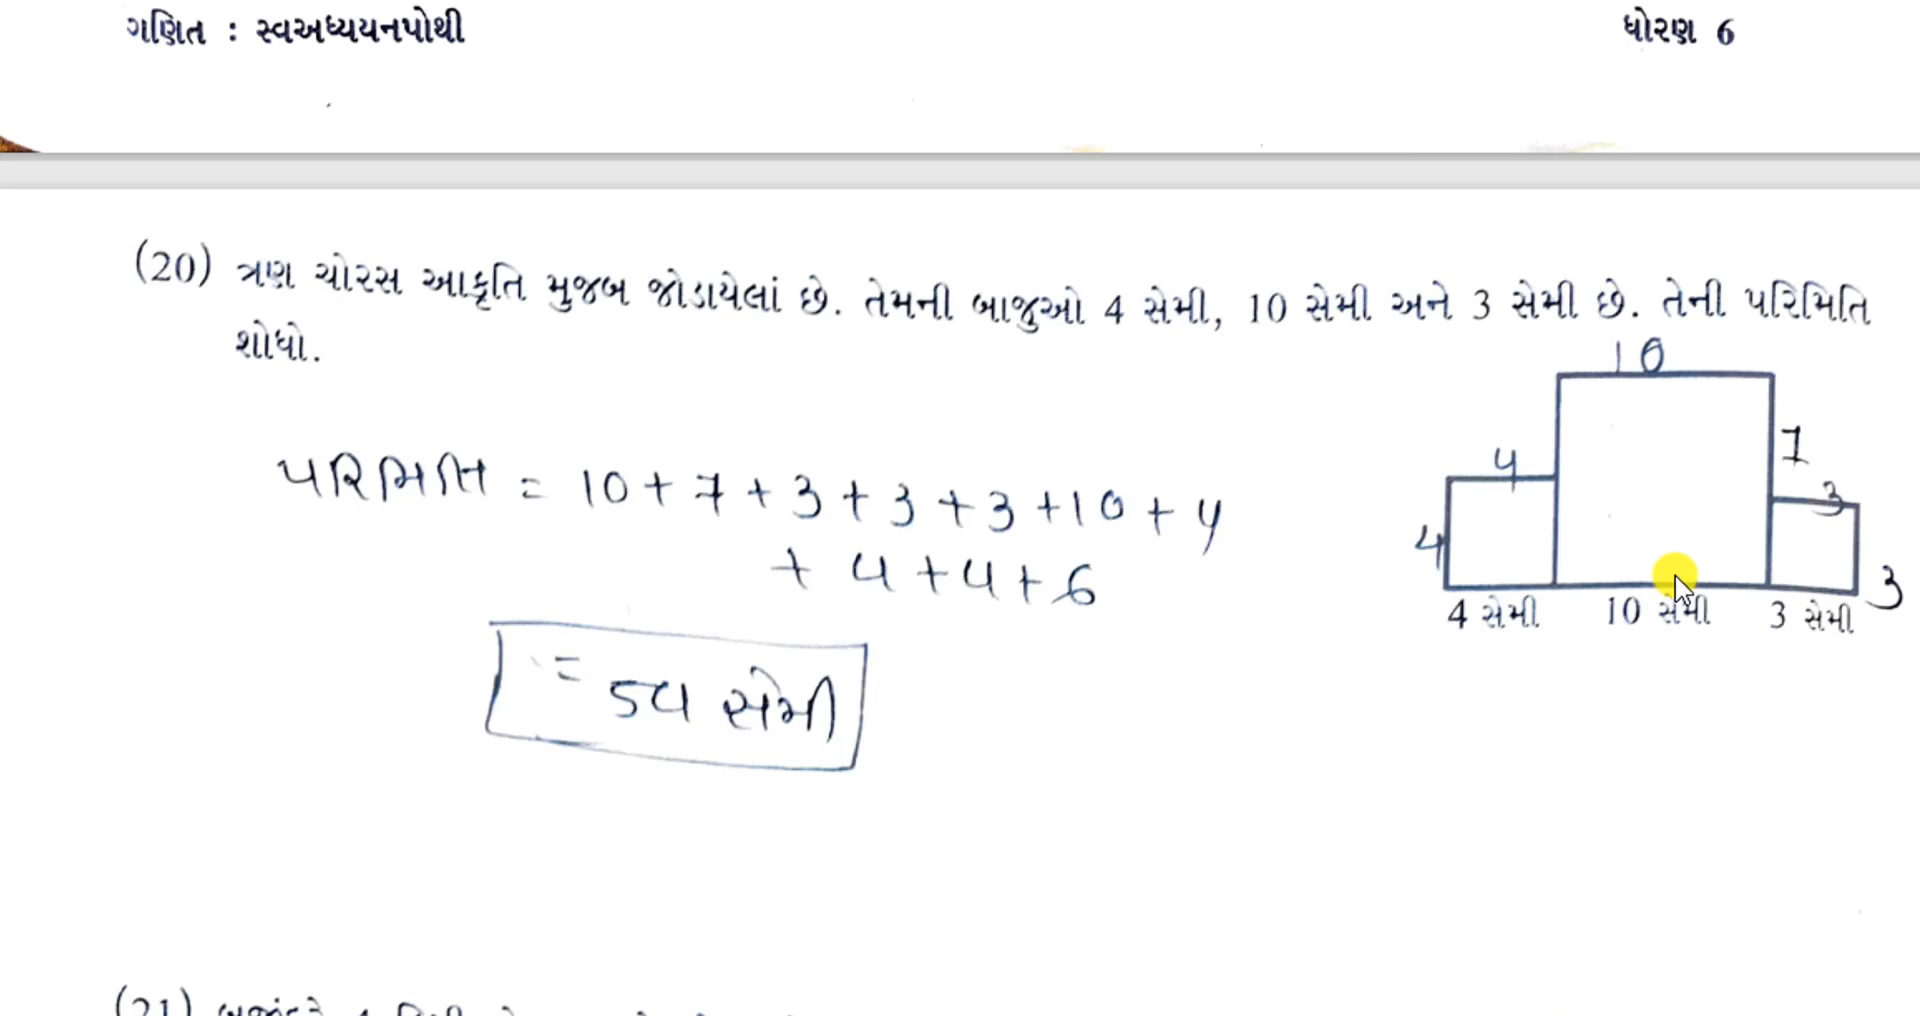 ગણિત : સ્વઅધ્યયનપોથી
ધોરણ 6
(20) ત્રણ ચોરસ આકૃતિ મુજબ જોડાયેલાં છે. તેમની બાજુઓ 4 સેમી, 10 સેમી અને 3 સેમી છે. તેની પરિમિતિ
શોધો.
10
7
4
3
4
3
4 સેમી 10 સેમી 3 સેમી
પરિમિતિ = 10 + 7 + 3 + 3 + 3 + 10 + 4
+ 4 + 4 + 6
= 54 સેમી
(21)